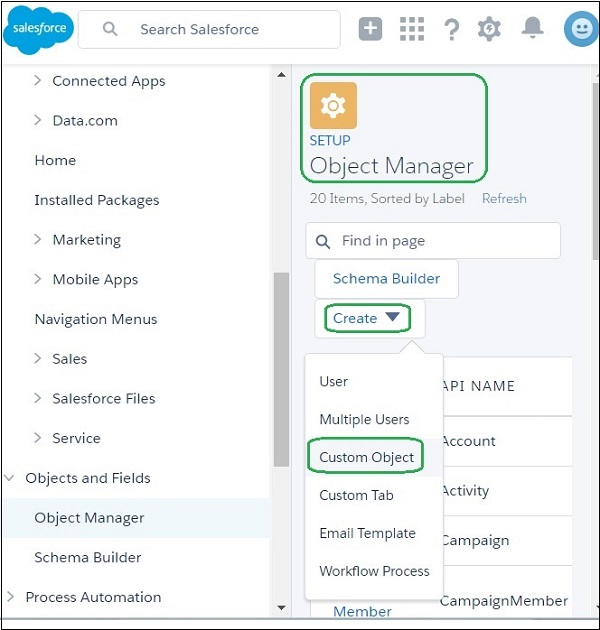 salesforce
Search Salesforce
Connected Apps
Data.com
Home
Installed Packages
Marketing
Mobile Apps
Navigation Menus
Sales
Salesforce Files
Service
Objects and Fields
Object Manager
Schema Builder
Process Automation
SETUP
Object Manager
20 Items, Sorted by Label Refresh
Find in page
Schema Builder
Create
User
Multiple Users
Custom Object
Custom Tab
Email Template
Workflow Process
API NAME
Account
Activity
Campaign
CampaignMember
Member